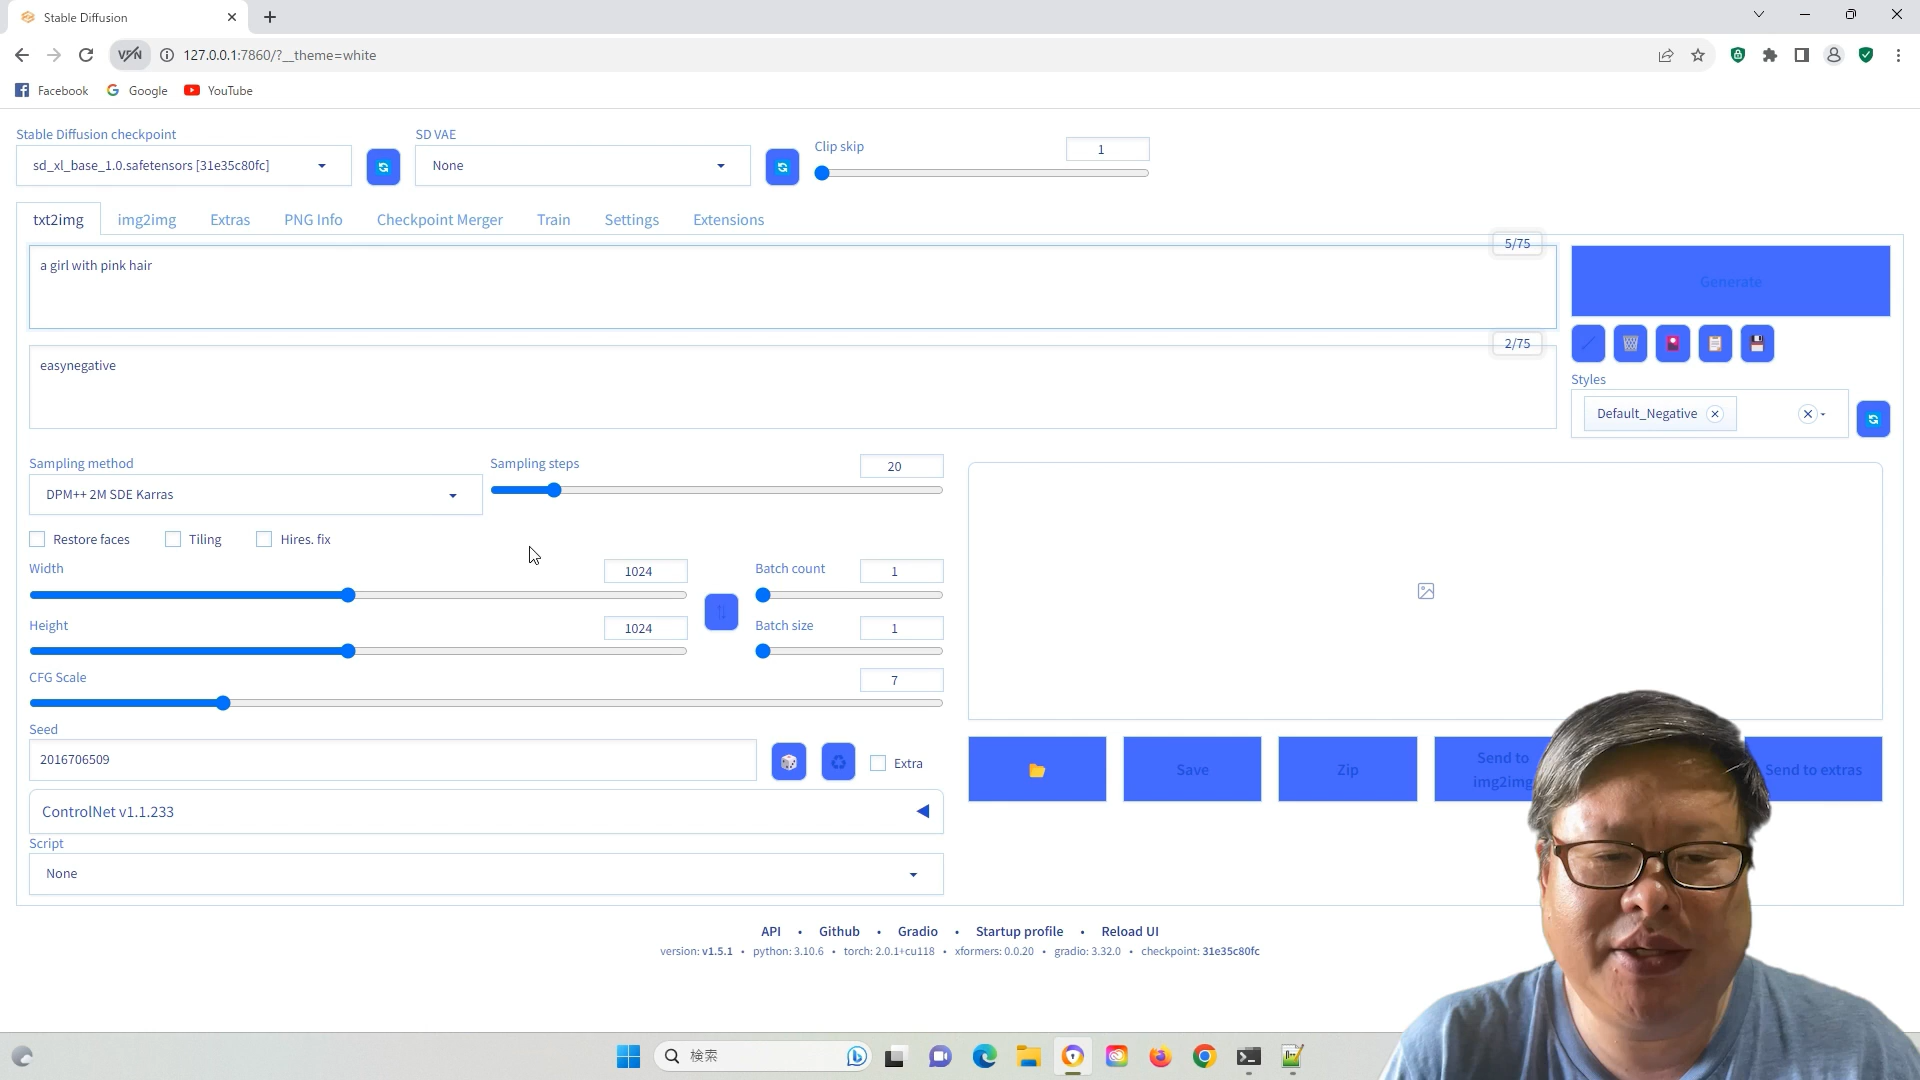 Stable Diffusion
VPN
127.0.0.1:7860/?__theme=white
Facebook
Google
YouTube
Stable Diffusion checkpoint
SD VAE
Clip skip
1
sd_xl_base_1.0.safetensors [31e35c80fc]
None
txt2img
img2img
Extras
PNG Info
Checkpoint Merger
Train
Settings
Extensions
5/75
a girl with pink hair
Generate
2/75
easynegative
Styles
Default_Negative
Sampling method
Sampling steps
20
DPM++ 2M SDE Karras
Restore faces
Tiling
Hires. fix
Width
1024
Batch count
1
Height
1024
Batch size
1
CFG Scale
7
Seed
2016706509
Extra
Save
Zip
Send to
img2img
Send to extras
ControlNet v1.1.233
Script
None
API • Github • Gradio • Startup profile • Reload UI
version: v1.5.1 • python: 3.10.6 • torch: 2.0.1+cu118 • xformers: 0.0.20 • gradio: 3.32.0 • checkpoint: 31e35c80fc
検索